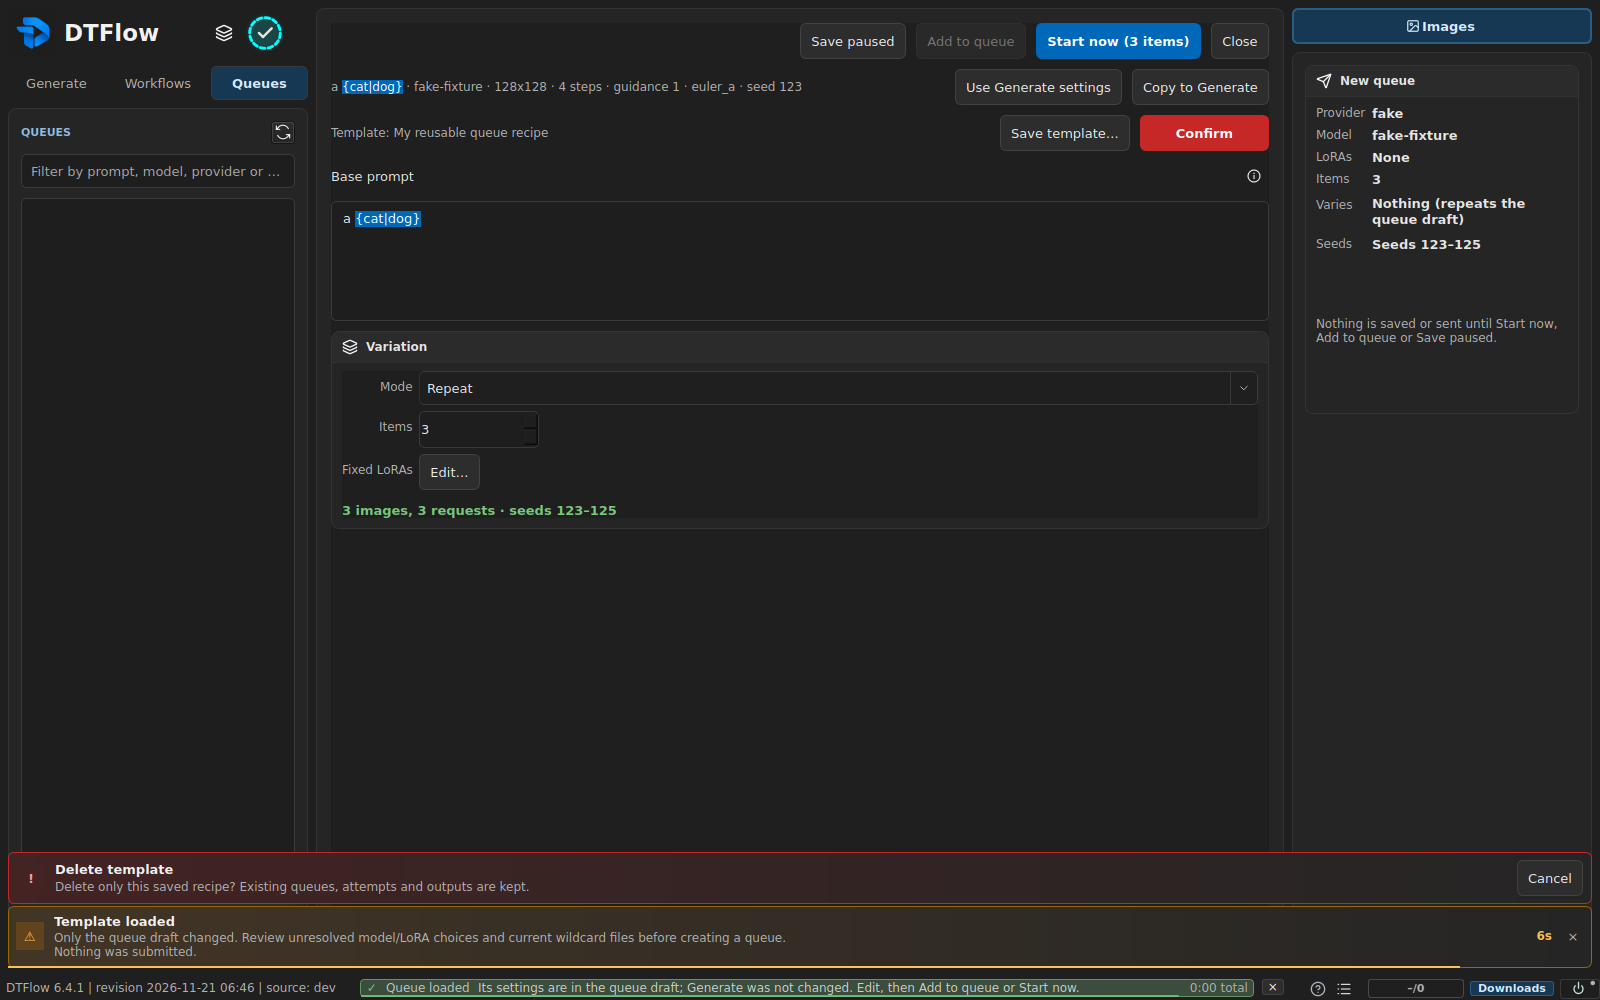 DTFlow
Generate
Workflows
Queues
QUEUES
Filter by prompt, model, provider or ...
Save paused
Add to queue
Start now (3 items)
Close
a {cat|dog} · fake-fixture · 128x128 · 4 steps · guidance 1 · euler_a · seed 123
Use Generate settings
Copy to Generate
Template: My reusable queue recipe
Save template...
Confirm
Base prompt
a {cat|dog}
Variation
Mode
Repeat
Items
3
Fixed LoRAs
Edit...
3 images, 3 requests · seeds 123–125
Images
New queue
Provider fake
Model fake-fixture
LoRAs None
Items 3
Varies Nothing (repeats the
queue draft)
Seeds Seeds 123–125
Nothing is saved or sent until Start now,
Add to queue or Save paused.
Delete template
Delete only this saved recipe? Existing queues, attempts and outputs are kept.
Cancel
Template loaded
Only the queue draft changed. Review unresolved model/LoRA choices and current wildcard files before creating a queue.
Nothing was submitted.
6s
DTFlow 6.4.1 | revision 2026-11-21 06:46 | source: dev
Queue loaded Its settings are in the queue draft; Generate was not changed. Edit, then Add to queue or Start now.
0:00 total
–/0
Downloads